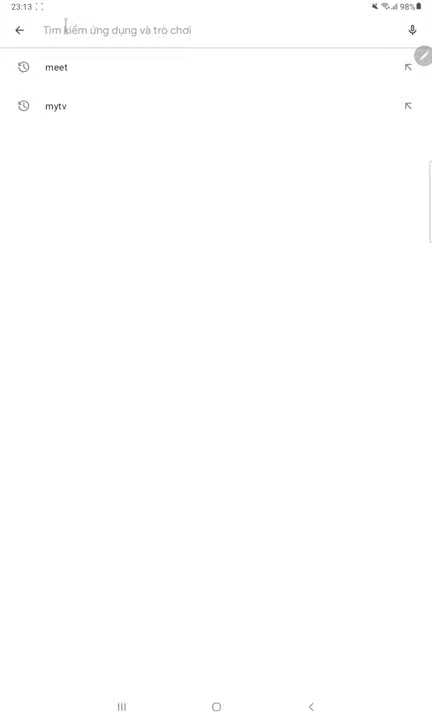 23:13
98%
Tìm kiếm ứng dụng và trò chơi
meet
mytv